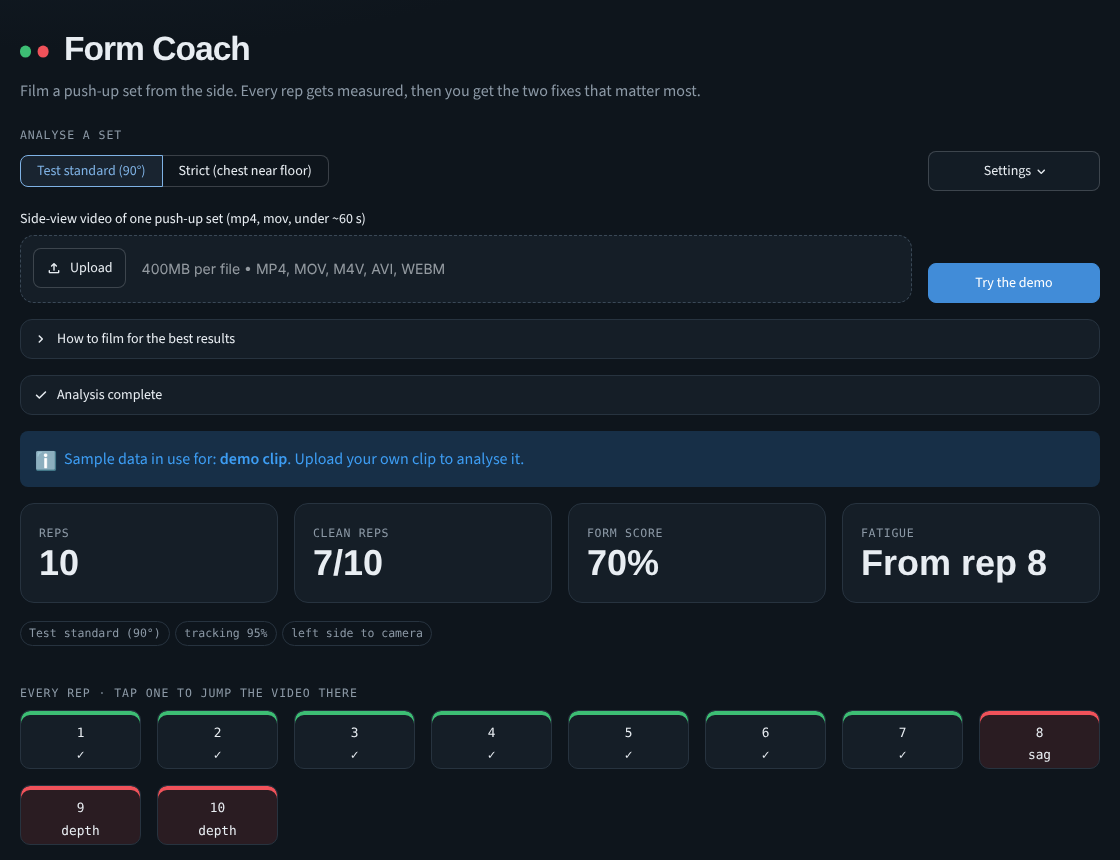 Form Coach
Film a push-up set from the side. Every rep gets measured, then you get the two fixes that matter most.
ANALYSE A SET
Test standard (90°) Strict (chest near floor) Settings
Side-view video of one push-up set (mp4, mov, under ~60 s)
Upload 400MB per file • MP4, MOV, M4V, AVI, WEBM
Try the demo
How to film for the best results
Analysis complete
Sample data in use for: demo clip. Upload your own clip to analyse it.
REPS
10
CLEAN REPS
7/10
FORM SCORE
70%
FATIGUE
From rep 8
Test standard (90°) tracking 95% left side to camera
EVERY REP · TAP ONE TO JUMP THE VIDEO THERE
1 2 3 4 5 6 7 8
✓ ✓ ✓ ✓ ✓ ✓ ✓ sag
9 10
depth depth